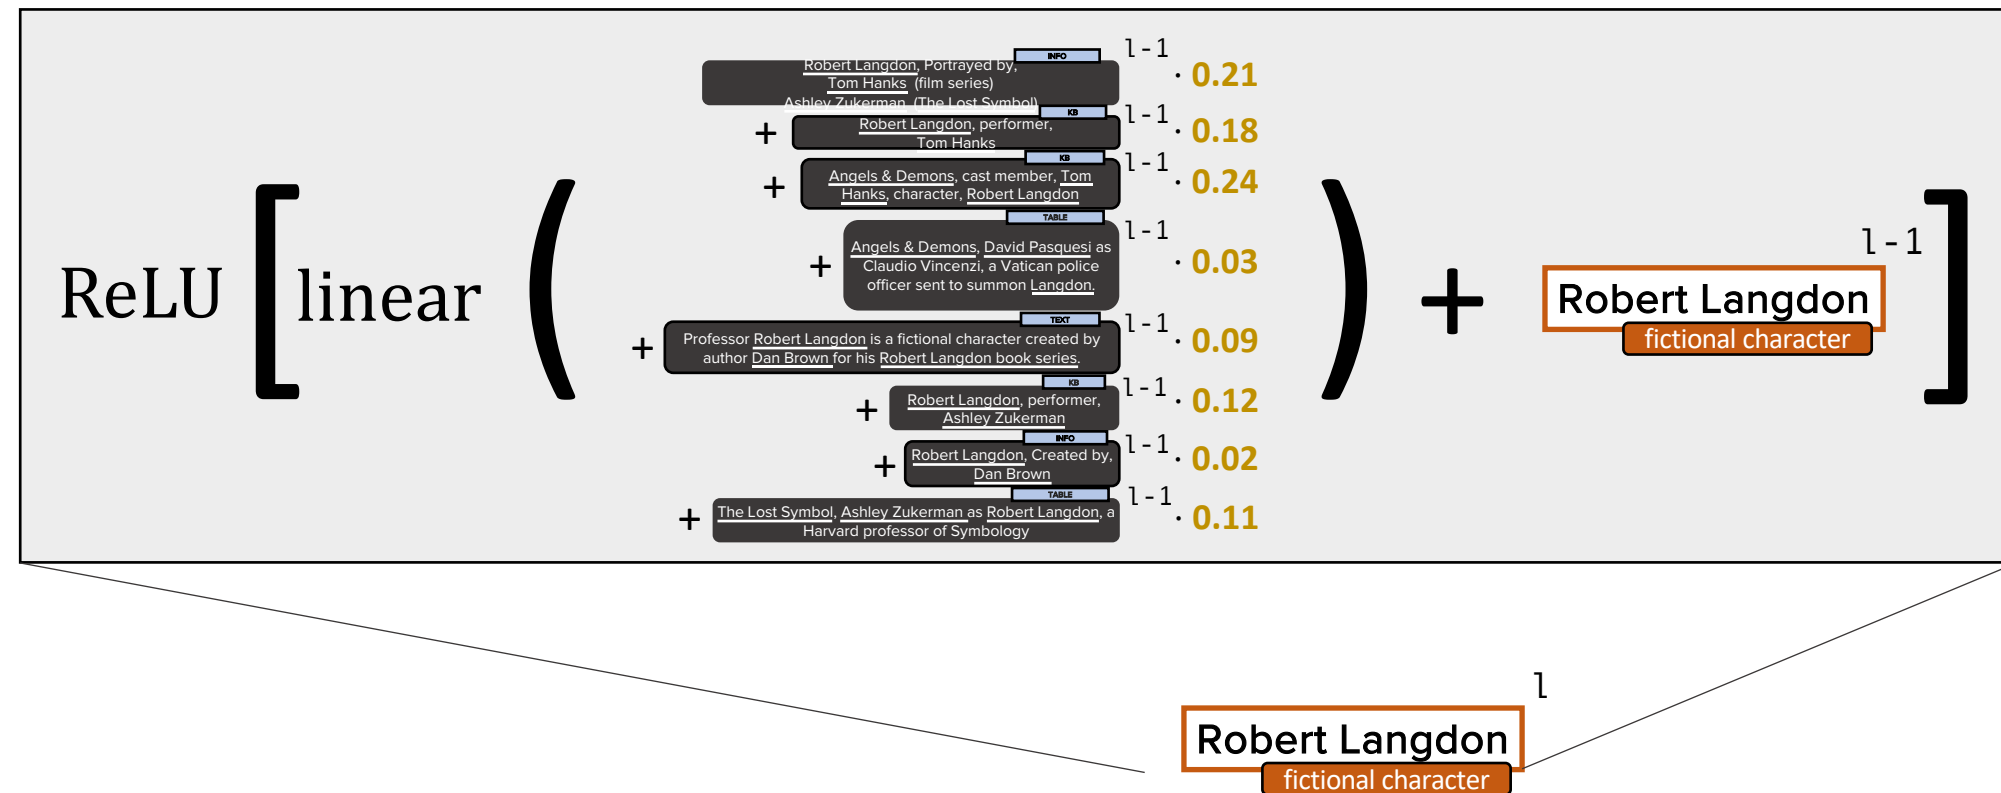 INFO
l-1
Robert Langdon, Portrayed by,
Tom Hanks (film series)
Ashley Zukerman (The Lost Symbol)
· 0.21
KB
l-1
+ Robert Langdon, performer,
Tom Hanks
· 0.18
KB
l-1
+ Angels & Demons, cast member, Tom
Hanks, character, Robert Langdon
· 0.24
TABLE
l-1
+ Angels & Demons, David Pasquesi as
Claudio Vincenzi, a Vatican police
officer sent to summon Langdon.
· 0.03
TEXT
l-1
+ Professor Robert Langdon is a fictional character created by
author Dan Brown for his Robert Langdon book series.
· 0.09
KB
l-1
+ Robert Langdon, performer,
Ashley Zukerman
· 0.12
INFO
l-1
+ Robert Langdon, Created by,
Dan Brown
· 0.02
TABLE
l-1
+ The Lost Symbol, Ashley Zukerman as Robert Langdon, a
Harvard professor of Symbology
· 0.11
ReLU [ linear ( ) + Robert Langdon ]
l-1
fictional character
l
Robert Langdon
fictional character